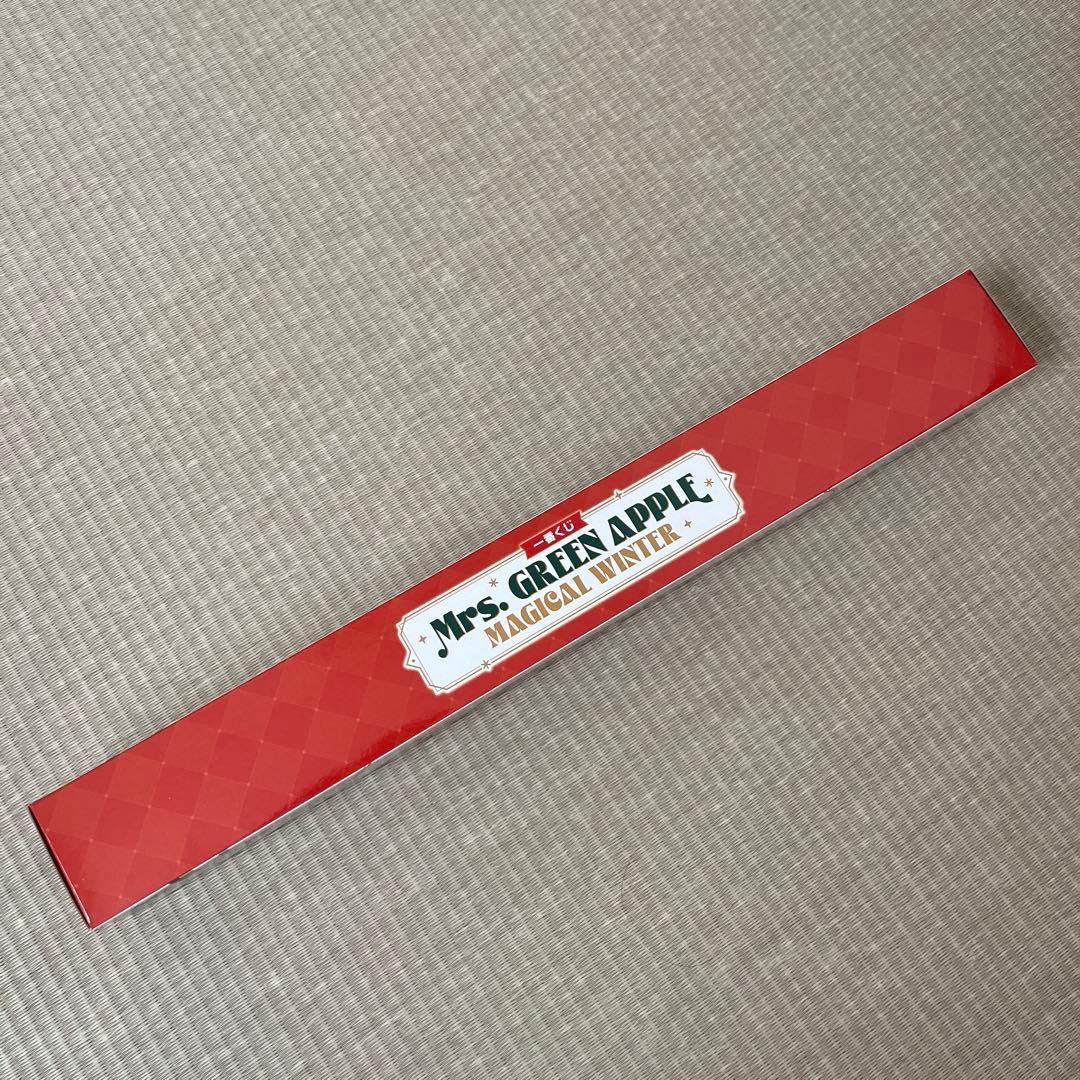 一番くじ
Mrs. GREEN APPLE
MAGICAL WINTER